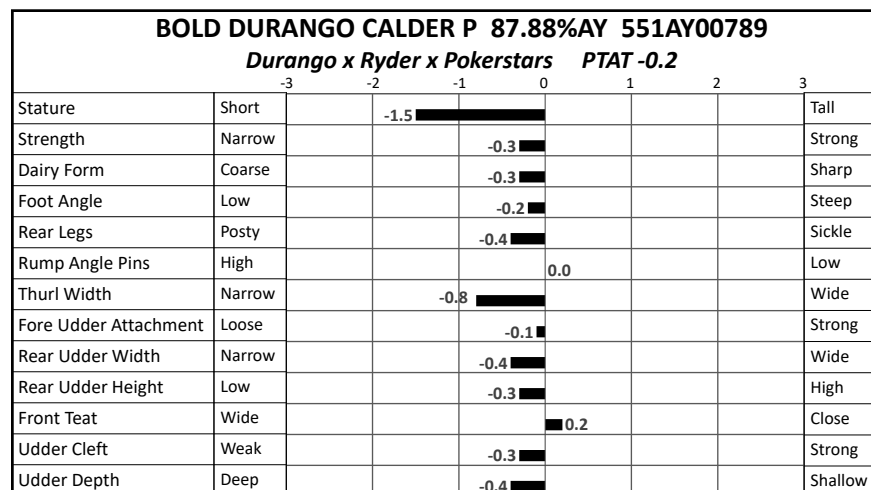 BOLD DURANGO CALDER P 87.88%AY 551AY00789
Durango x Ryder x Pokerstars PTAT -0.2
-3 -2 -1 0 1 2 3
Stature Short -1.5 Tall
Strength Narrow -0.3 Strong
Dairy Form Coarse -0.3 Sharp
Foot Angle Low -0.2 Steep
Rear Legs Posty -0.4 Sickle
Rump Angle Pins High 0.0 Low
Thurl Width Narrow -0.8 Wide
Fore Udder Attachment Loose -0.1 Strong
Rear Udder Width Narrow -0.4 Wide
Rear Udder Height Low -0.3 High
Front Teat Wide 0.2 Close
Udder Cleft Weak -0.3 Strong
Udder Depth Deep -0.4 Shallow